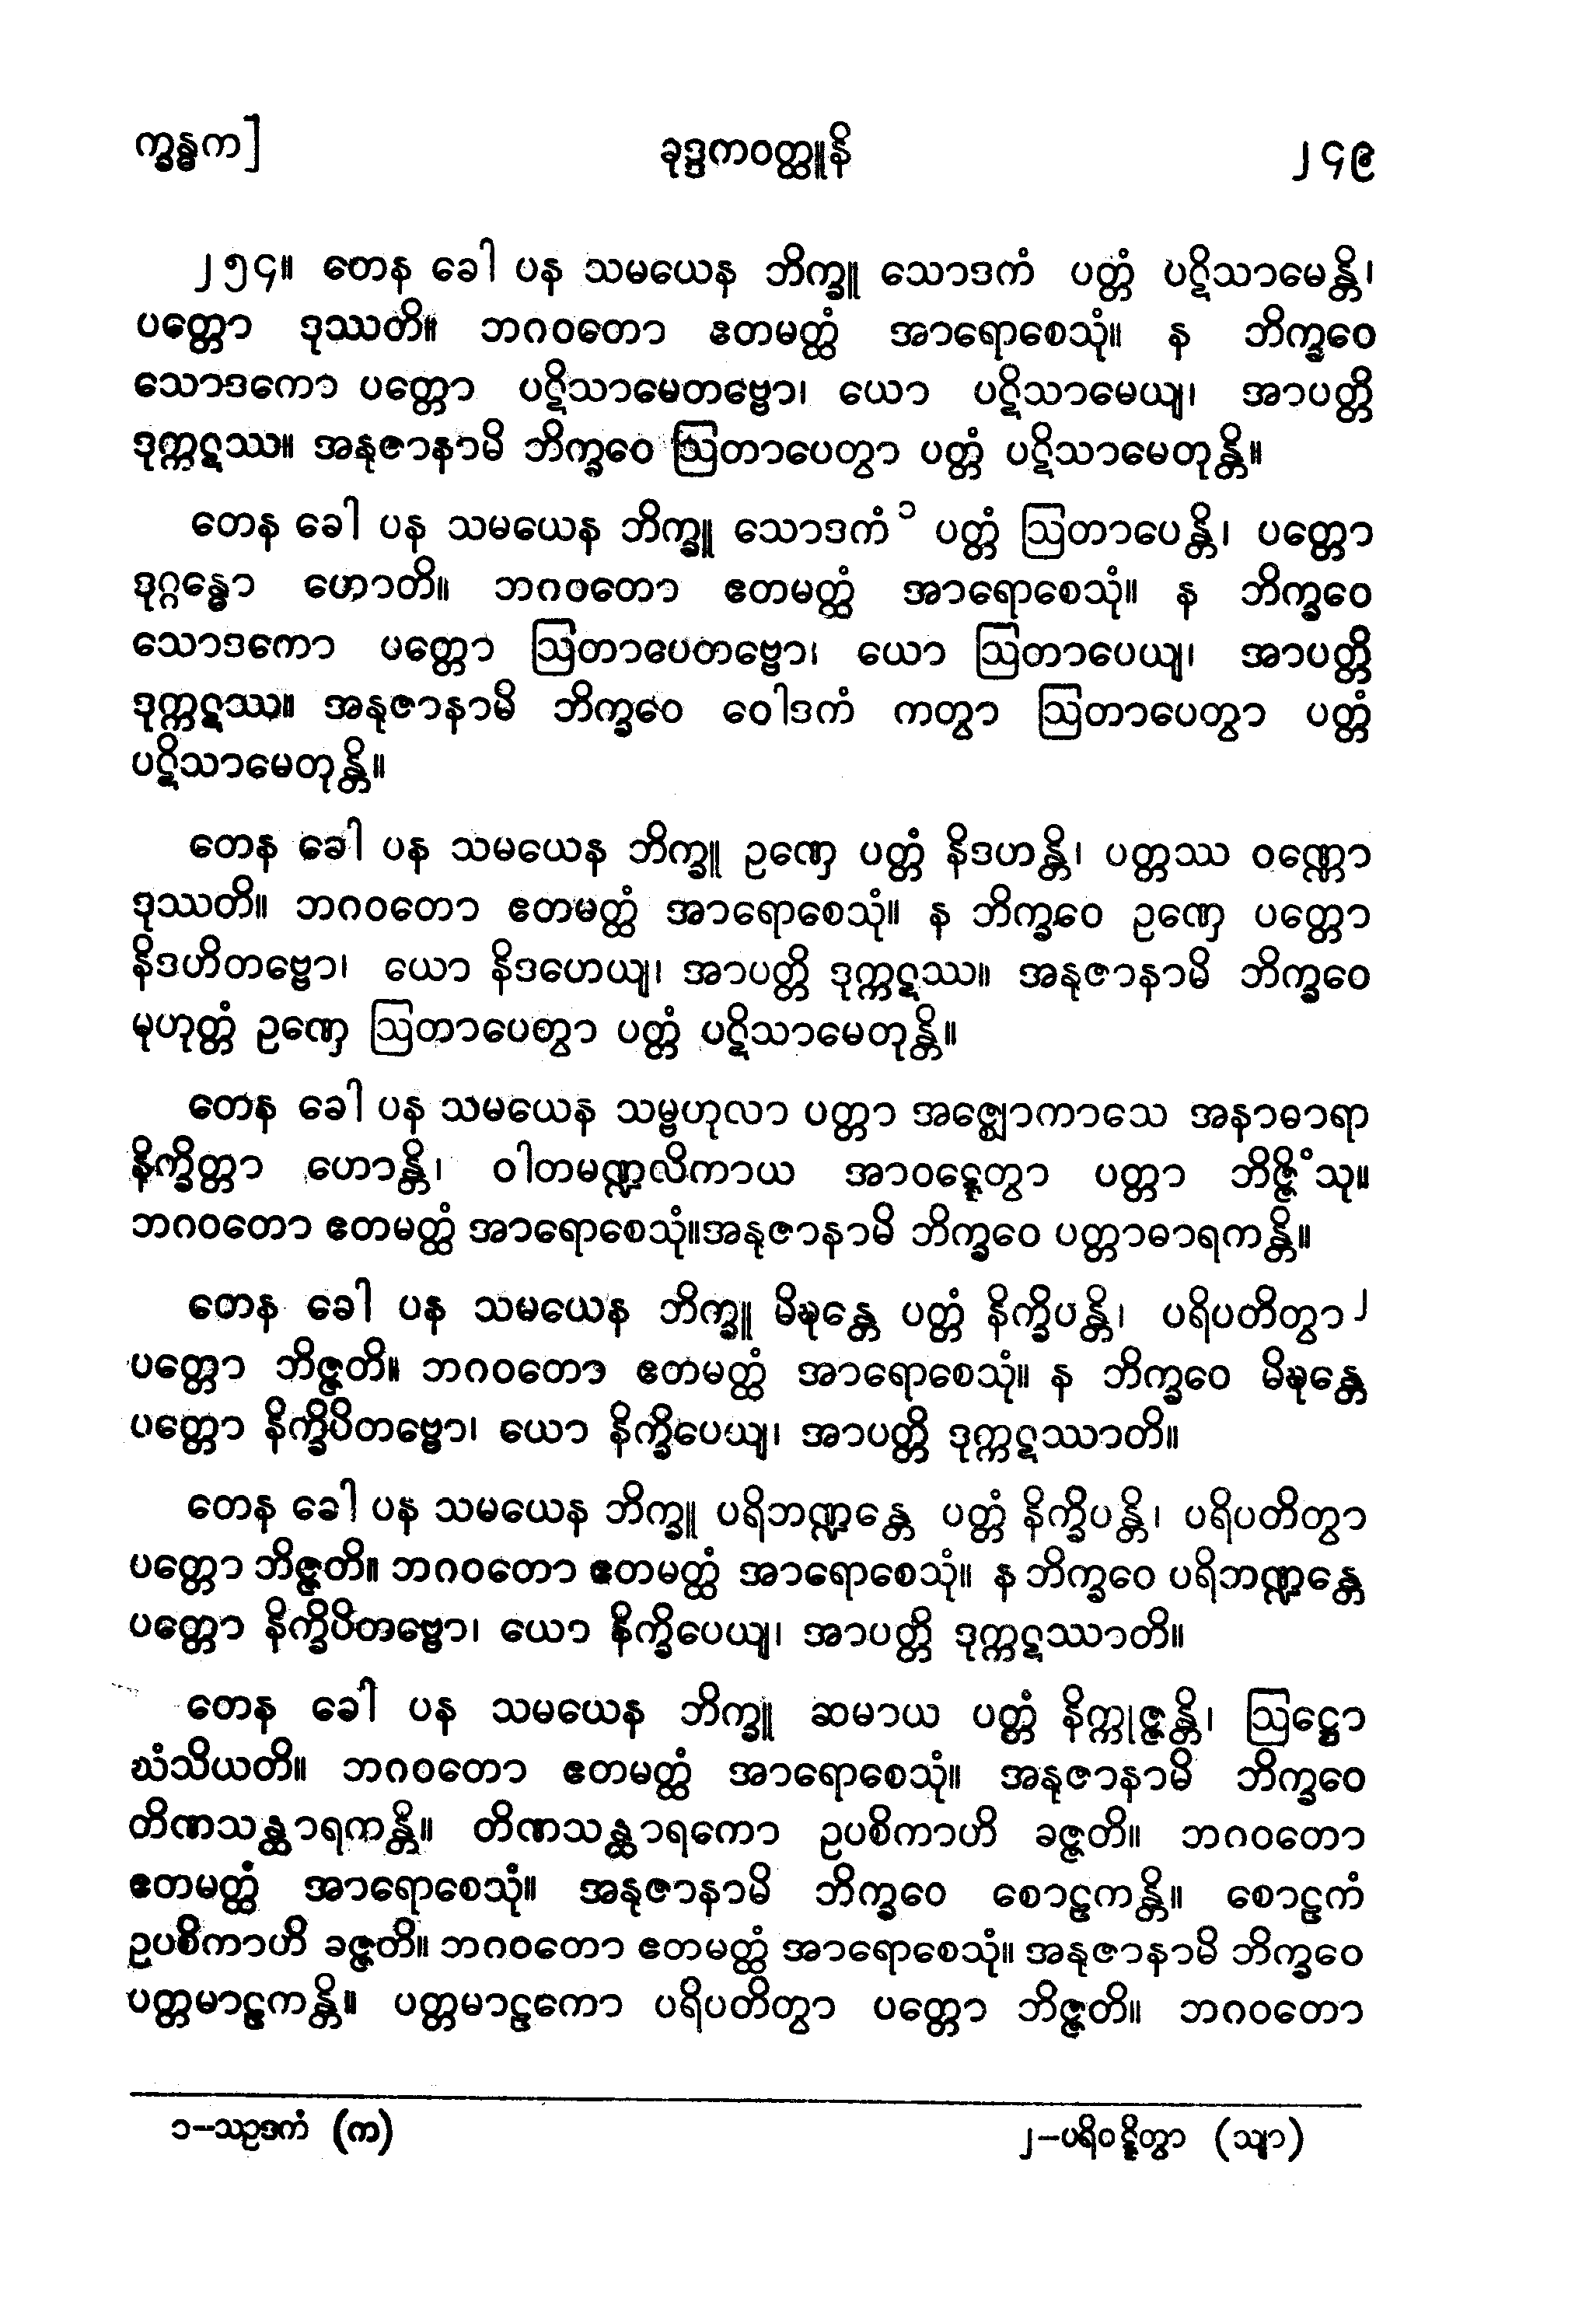 က္ခန္ဓက]
ခုဒ္ဒကဝတ္ထူနိ
၂၄၉
၂၅၄။ တေန ခေါ ပန သမယေန ဘိက္ခူ သောဒကံ ပတ္တံ ပဋိသာမေန္တိ၊
ပတ္တော ဒုဿတိ။ ဘဂဝတော ဧတမတ္ထံ အာရောစေသုံ။ န ဘိက္ခဝေ
သောဒကော ပတ္တော ပဋိသာမေတဗ္ဗော၊ ယော ပဋိသာမေယျ၊ အာပတ္တိ
ဒုက္ကဋဿ။ အနုဇာနာမိ ဘိက္ခဝေ ဩတာပေတွာ ပတ္တံ ပဋိသာမေတုန္တိ။
တေန ခေါ ပန သမယေန ဘိက္ခူ သောဒကံ ၁ ပတ္တံ ဩတာပေန္တိ၊ ပတ္တော
ဒုဂ္ဂန္ဓော ဟောတိ။ ဘဂဝတော ဧတမတ္ထံ အာရောစေသုံ။ န ဘိက္ခဝေ
သောဒကော ပတ္တော ဩတာပေတဗ္ဗော၊ ယော ဩတာပေယျ၊ အာပတ္တိ
ဒုက္ကဋဿ။ အနုဇာနာမိ ဘိက္ခဝေ ဝေါဒကံ ကတွာ ဩတာပေတွာ ပတ္တံ
ပဋိသာမေတုန္တိ။
တေန ခေါ ပန သမယေန ဘိက္ခူ ဥဏှေ ပတ္တံ နိဒဟန္တိ၊ ပတ္တဿ ဝဏ္ဏော
ဒုဿတိ။ ဘဂဝတော ဧတမတ္ထံ အာရောစေသုံ။ န ဘိက္ခဝေ ဥဏှေ ပတ္တော
နိဒဟိတဗ္ဗော၊ ယော နိဒဟေယျ၊ အာပတ္တိ ဒုက္ကဋဿ။ အနုဇာနာမိ ဘိက္ခဝေ
မုဟုတ္တံ ဥဏှေ ဩတာပေတွာ ပတ္တံ ပဋိသာမေတုန္တိ။
တေန ခေါ ပန သမယေန သမ္ဗဟုလာ ပတ္တာ အဇ္ဈောကာသေ အနာဓာရာ
နိက္ခိတ္တာ ဟောန္တိ၊ ဝါတမဏ္ဍလိကာယ အာဝဋ္ဋေတွာ ပတ္တာ ဘိဇ္ဇိံသု။
ဘဂဝတော ဧတမတ္ထံ အာရောစေသုံ။အနုဇာနာမိ ဘိက္ခဝေ ပတ္တာဓာရကန္တိ။
တေန ခေါ ပန သမယေန ဘိက္ခူ မိဍ္ဎန္တေ ပတ္တံ နိက္ခိပန္တိ၊ ပရိပတိတွာ ၂
ပတ္တော ဘိဇ္ဇတိ။ ဘဂဝတော ဧတမတ္ထံ အာရောစေသုံ။ န ဘိက္ခဝေ မိဍ္ဎန္တေ
ပတ္တော နိက္ခိပိတဗ္ဗော၊ ယော နိက္ခိပေယျ၊ အာပတ္တိ ဒုက္ကဋဿာတိ။
တေန ခေါ ပန သမယေန ဘိက္ခူ ပရိဘဏ္ဍန္တေ ပတ္တံ နိက္ခိပန္တိ၊ ပရိပတိတွာ
ပတ္တော ဘိဇ္ဇတိ။ ဘဂဝတော ဧတမတ္ထံ အာရောစေသုံ။ န ဘိက္ခဝေ ပရိဘဏ္ဍန္တေ
ပတ္တော နိက္ခိပိတဗ္ဗော၊ ယော နိက္ခိပေယျ၊ အာပတ္တိ ဒုက္ကဋဿာတိ။
တေန ခေါ ပန သမယေန ဘိက္ခူ ဆမာယ ပတ္တံ နိက္ကုဇ္ဇန္တိ၊ ဩဋ္ဌော
ဃံသိယတိ။ ဘဂဝတော ဧတမတ္ထံ အာရောစေသုံ။ အနုဇာနာမိ ဘိက္ခဝေ
တိဏသန္ထာရကန္တိ။ တိဏသန္ထာရကော ဥပစိကာဟိ ခဇ္ဇတိ။ ဘဂဝတော
ဧတမတ္ထံ အာရောစေသုံ။ အနုဇာနာမိ ဘိက္ခဝေ စောဠကန္တိ။ စောဠကံ
ဥပစိကာဟိ ခဇ္ဇတိ။ ဘဂဝတော ဧတမတ္ထံ အာရောစေသုံ။ အနုဇာနာမိ ဘိက္ခဝေ
ပတ္တမာဠကန္တိ။ ပတ္တမာဠကော ပရိပတိတွာ ပတ္တော ဘိဇ္ဇတိ။ ဘဂဝတော
၁–သဥဒကံ (က)
၂–ပရိဝဋ္ဋိတွာ (သျာ)